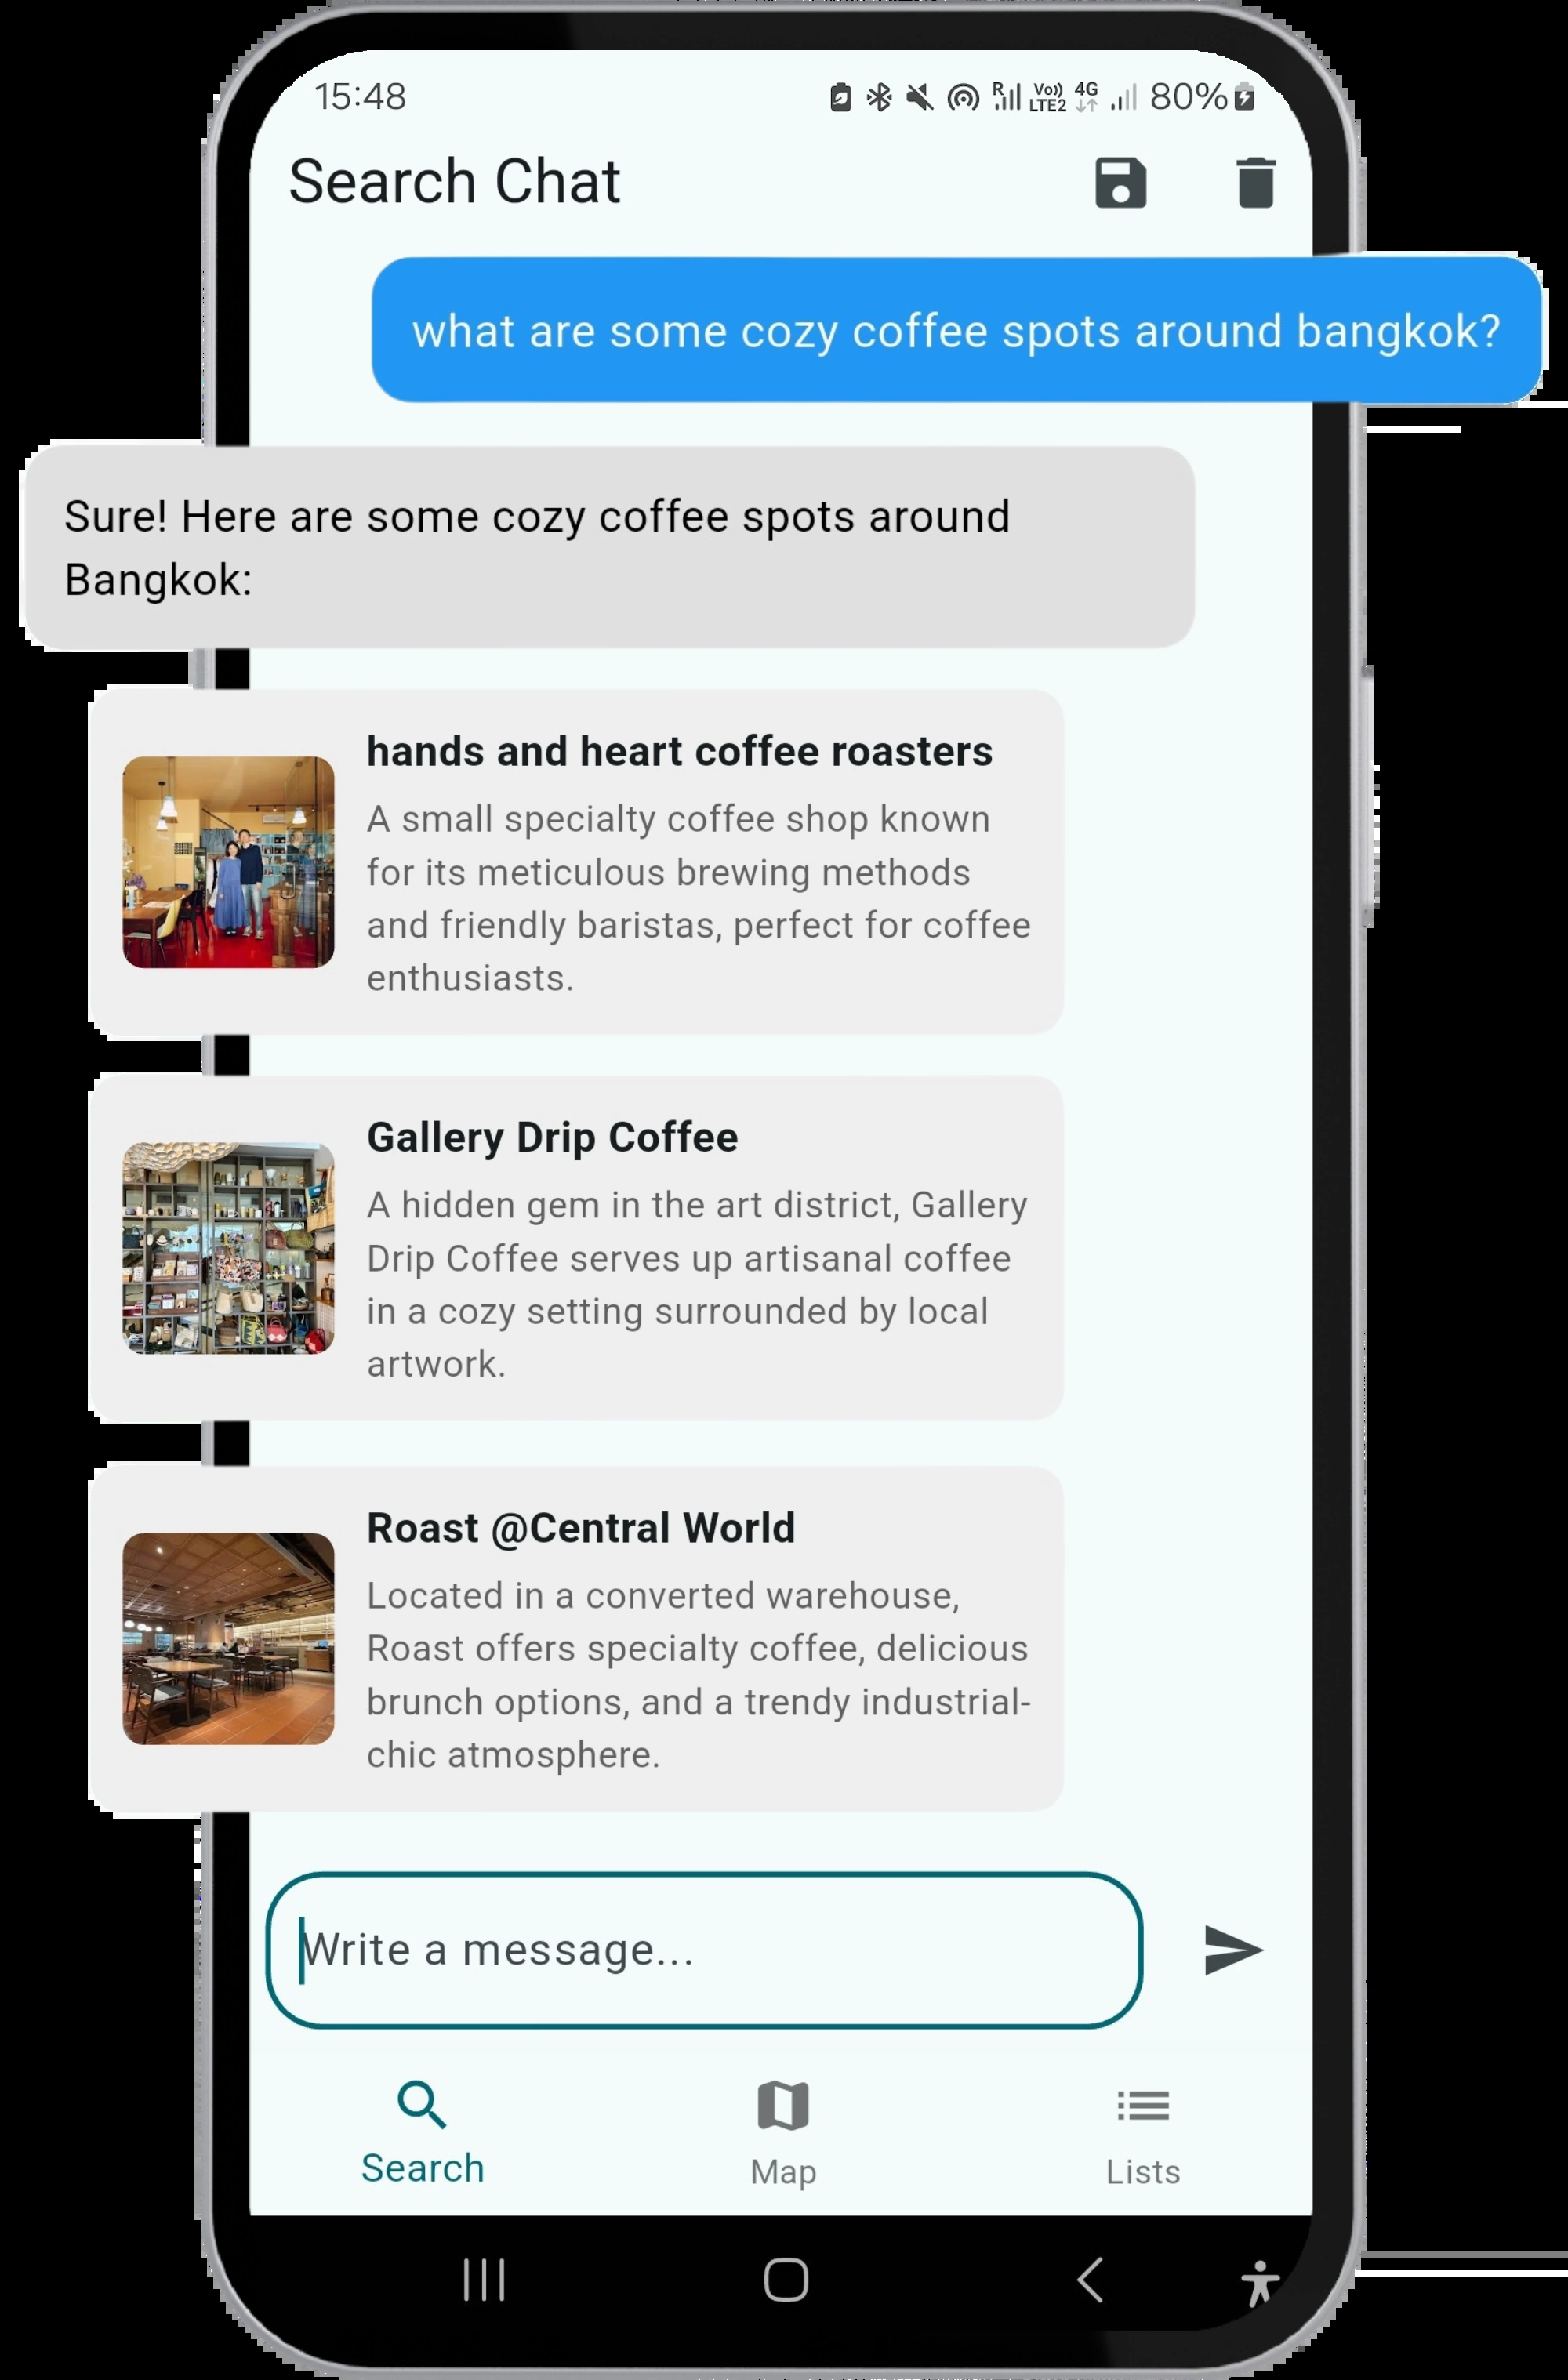 15:48
R Vo)) LTE2 4G 80%
Search Chat
what are some cozy coffee spots around bangkok?
Sure! Here are some cozy coffee spots around
Bangkok:
hands and heart coffee roasters
A small specialty coffee shop known
for its meticulous brewing methods
and friendly baristas, perfect for coffee
enthusiasts.
Gallery Drip Coffee
A hidden gem in the art district, Gallery
Drip Coffee serves up artisanal coffee
in a cozy setting surrounded by local
artwork.
Roast @Central World
Located in a converted warehouse,
Roast offers specialty coffee, delicious
brunch options, and a trendy industrial-
chic atmosphere.
Write a message...
Search
Map
Lists